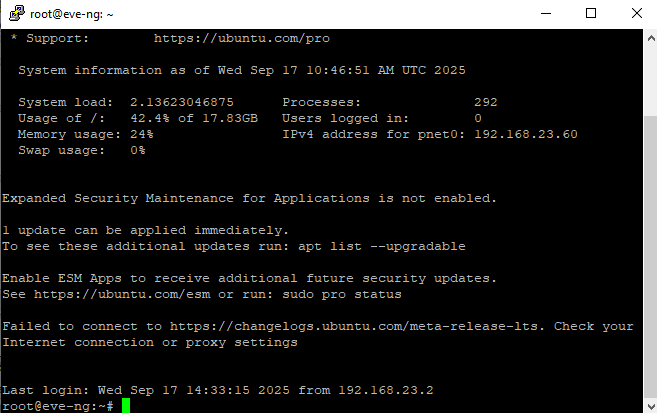 root@eve-ng: ~
* Support:        https://ubuntu.com/pro
System information as of Wed Sep 17 10:46:51 AM UTC 2025
System load:  2.13623046875      Processes:              292
Usage of /:   42.4% of 17.83GB   Users logged in:        0
Memory usage: 24%                IPv4 address for pnet0: 192.168.23.60
Swap usage:   0%
Expanded Security Maintenance for Applications is not enabled.
1 update can be applied immediately.
To see these additional updates run: apt list --upgradable
Enable ESM Apps to receive additional future security updates.
See https://ubuntu.com/esm or run: sudo pro status
Failed to connect to https://changelogs.ubuntu.com/meta-release-lts. Check your
Internet connection or proxy settings
Last login: Wed Sep 17 14:33:15 2025 from 192.168.23.2
root@eve-ng:~#